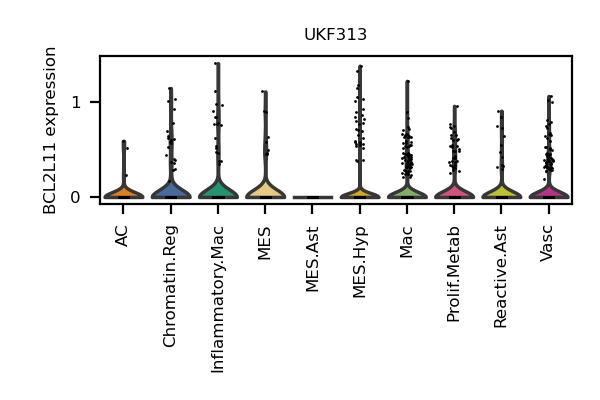 UKF313
BCL2L11 expression
1
0
AC
Chromatin.Reg
Inflammatory.Mac
MES
MES.Ast
MES.Hyp
Mac
Prolif.Metab
Reactive.Ast
Vasc